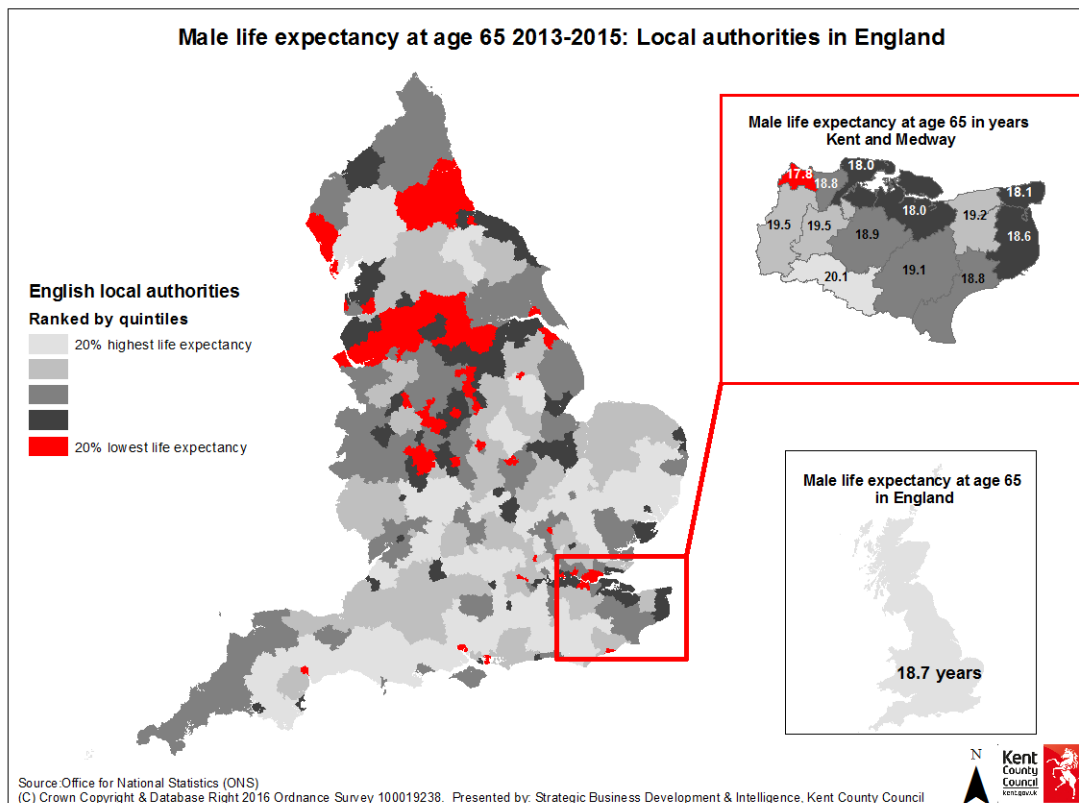 Male life expectancy at age 65 2013-2015: Local authorities in England
Male life expectancy at age 65 in years
Kent and Medway
18.0
17.8
18.8
18.1
18.0
19.2
19.5
19.5
18.6
18.9
19.1
20.1
18.8
English local authorities
Ranked by quintiles
20% highest life expectancy
20% lowest life expectancy
Male life expectancy at age 65
in England
18.7 years
N
Kent
County
Council
kent.gov.uk
Source:Office for National Statistics (ONS)
(C) Crown Copyright & Database Right 2016 Ordnance Survey 100019238. Presented by: Strategic Business Development & Intelligence, Kent County Council